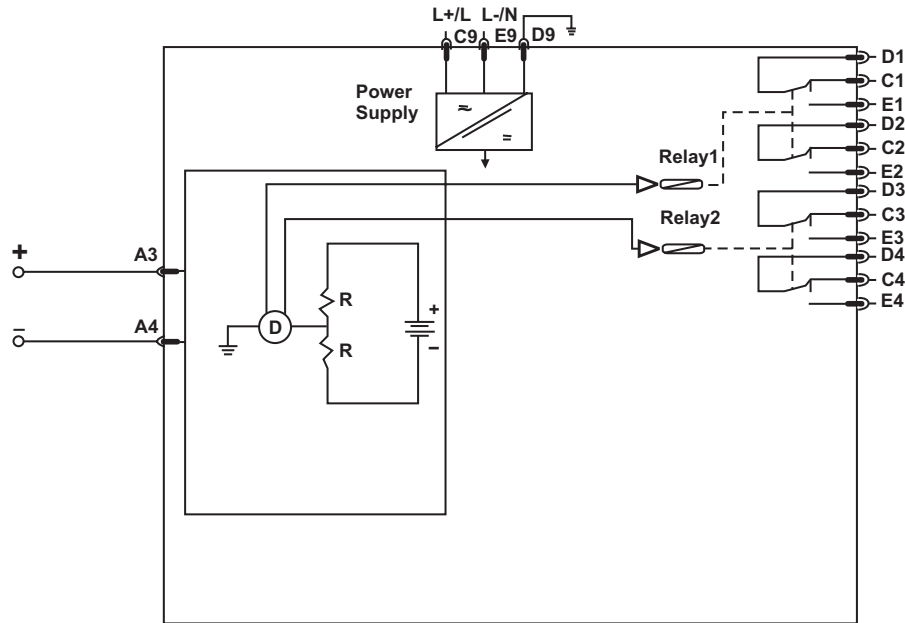 L+/L L-/N
C9 E9 D9
Power
Supply
~
=
D1
C1
E1
D2
C2
E2
D3
C3
E3
D4
C4
E4
Relay1
Relay2
+
A3
–
A4
R
D
R
+
–